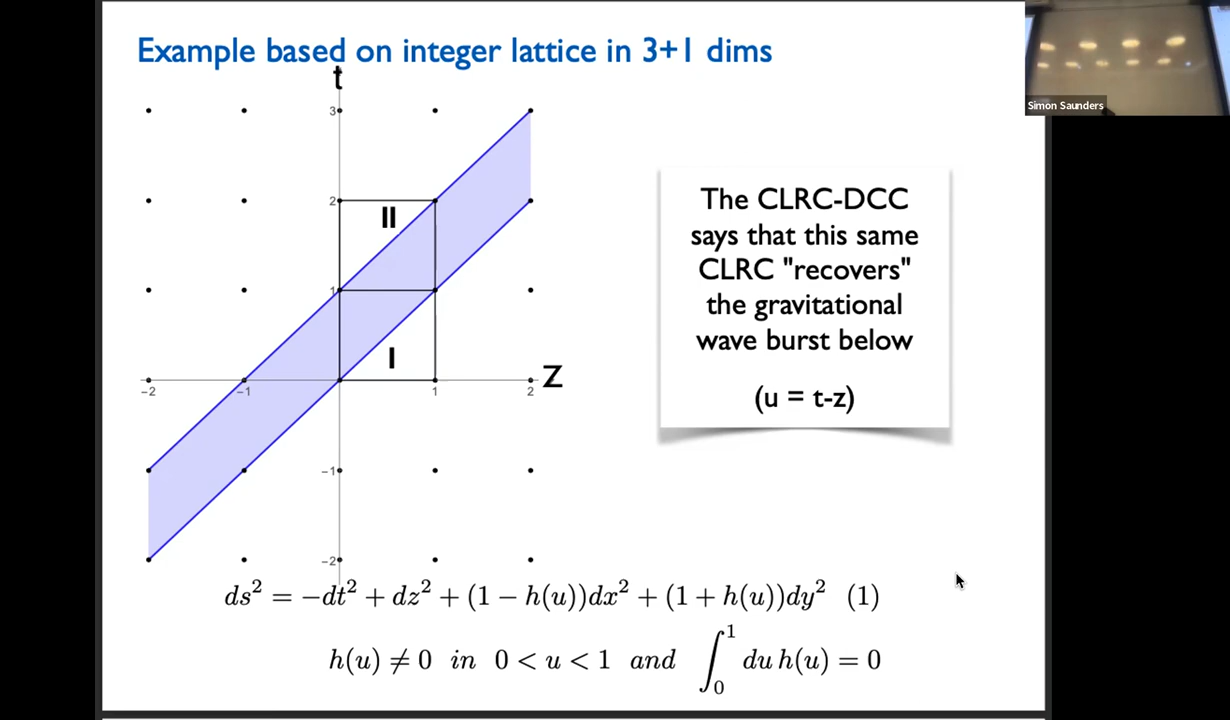 Example based on integer lattice in 3+1 dims
t
3
2
II
1
I
Z
-2
-1
1
2
-1
-2
The CLRC-DCC
says that this same
CLRC "recovers"
the gravitational
wave burst below
(u = t-z)
ds² = −dt² + dz² + (1 − h(u))dx² + (1 + h(u))dy² (1)
h(u) ≠ 0 in 0 < u < 1 and ∫₀¹ du h(u) = 0
Simon Saunders